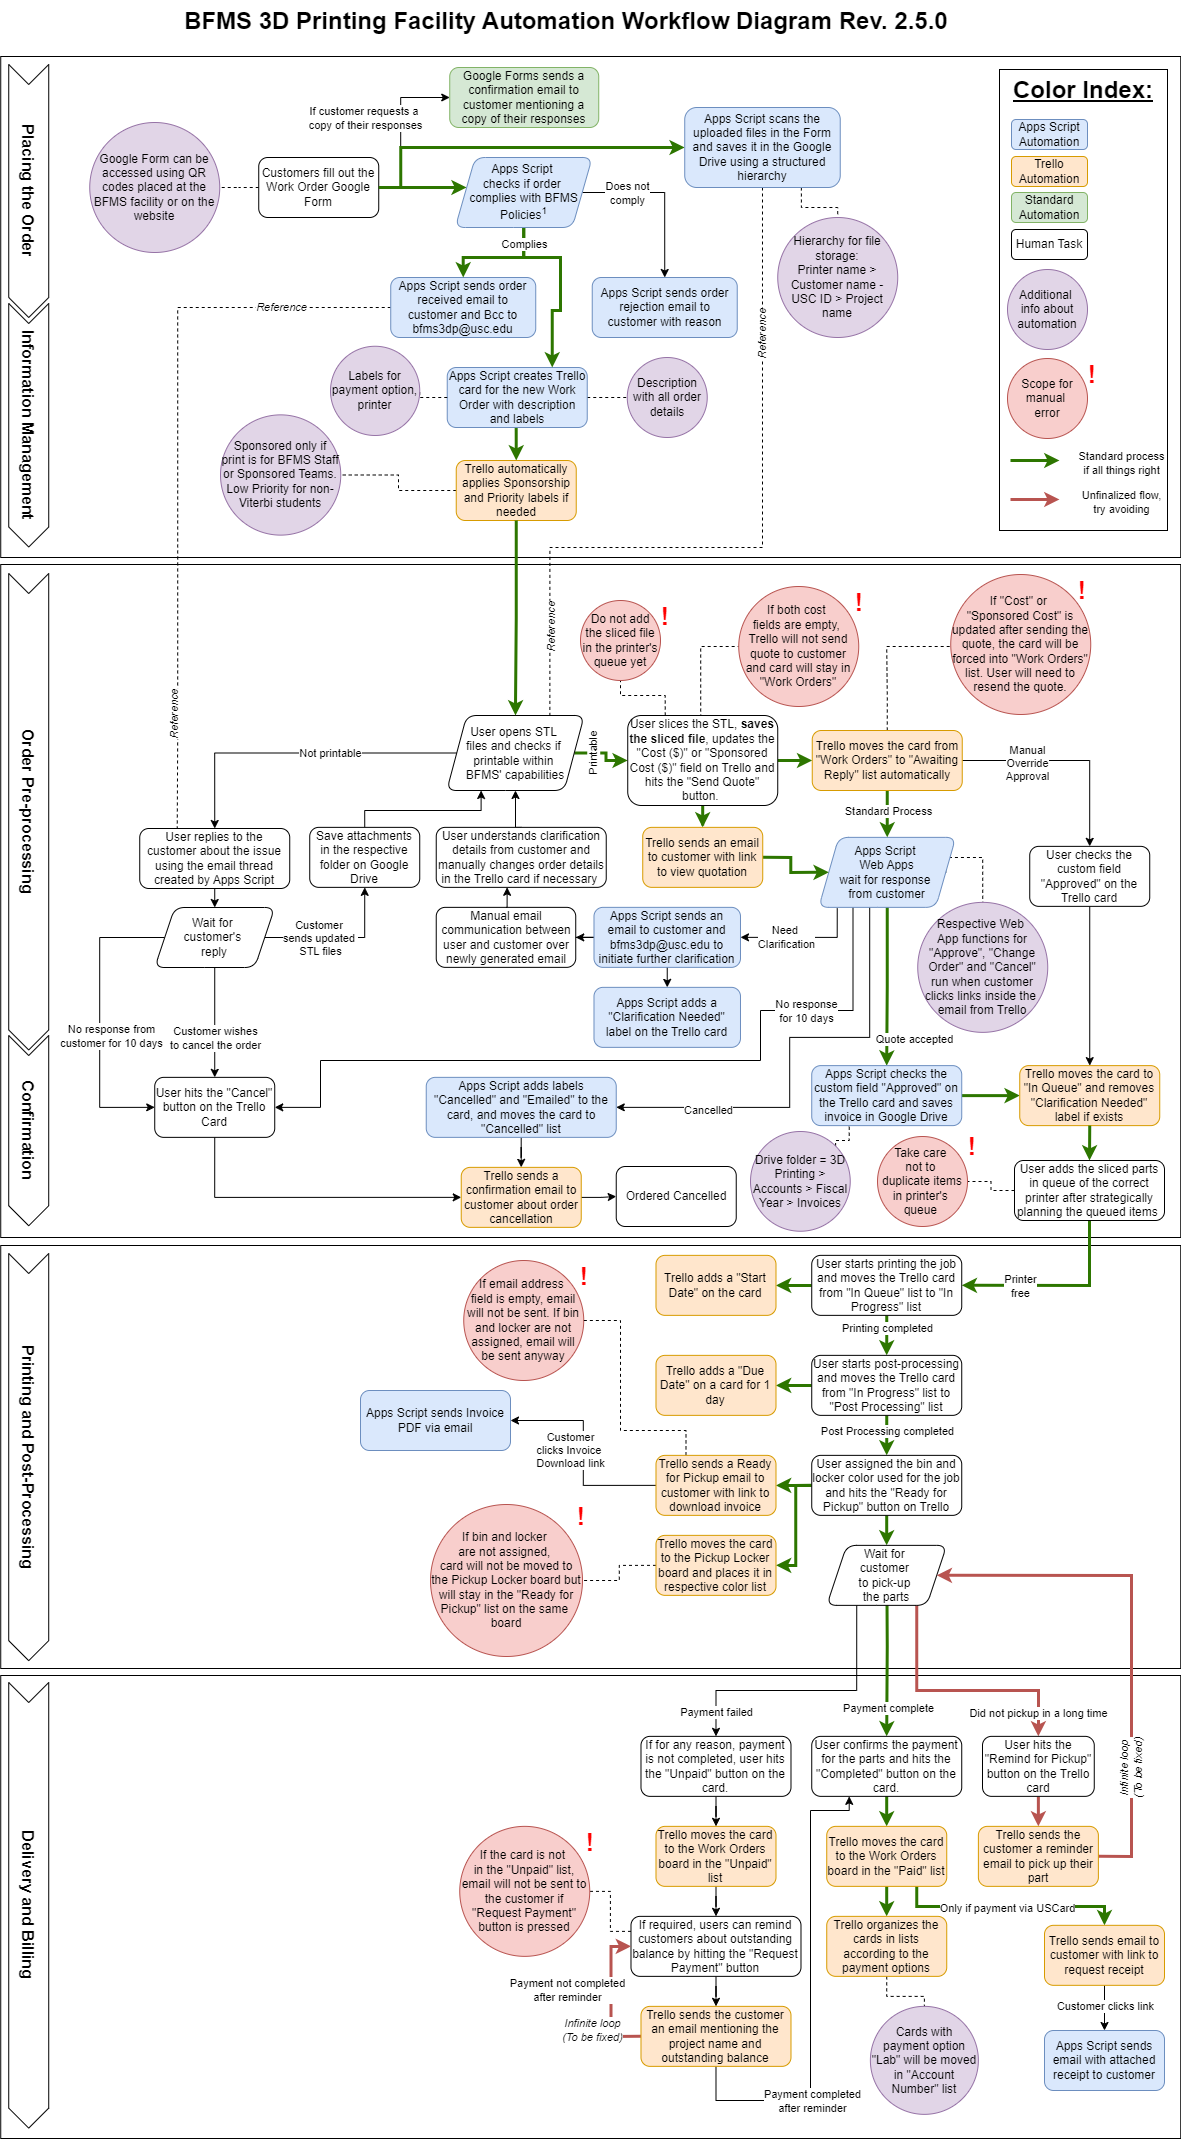 BFMS 3D Printing Facility Automation Workflow Diagram Rev. 2.5.0
Placing the Order
Information Management
Google Form can be
accessed using QR
codes placed at the
BFMS facility or on the
website
Customers fill out the
Work Order Google
Form
If customer requests a
copy of their responses
Google Forms sends a
confirmation email to
customer mentioning a
copy of their responses
Apps Script
checks if order
complies with BFMS
Policies1
Does not
comply
Apps Script scans the
uploaded files in the Form
and saves it in the Google
Drive using a structured
hierarchy
Hierarchy for file
storage:
Printer name >
Customer name -
USC ID > Project
name
Complies
Apps Script sends order
received email to
customer and Bcc to
bfms3dp@usc.edu
Apps Script sends order
rejection email to
customer with reason
Reference
Reference
Labels for
payment option,
printer
Apps Script creates Trello
card for the new Work
Order with description
and labels
Description
with all order
details
Sponsored only if
print is for BFMS Staff
or Sponsored Teams.
Low Priority for non-
Viterbi students
Trello automatically
applies Sponsorship
and Priority labels if
needed
Color Index:
Apps Script
Automation
Trello
Automation
Standard
Automation
Human Task
Additional
info about
automation
Scope for
manual
error
!
Standard process
if all things right
Unfinalized flow,
try avoiding
Order Pre-processing
Confirmation
Reference
Reference
Do not add
the sliced file
in the printer's
queue yet
!
If both cost
fields are empty,
Trello will not send
quote to customer
and card will stay in
"Work Orders"
!
If "Cost" or
"Sponsored Cost" is
updated after sending the
quote, the card will be
forced into "Work Orders"
list. User will need to
resend the quote.
!
User opens STL
files and checks if
printable within
BFMS' capabilities
Not printable
Printable
User slices the STL, saves
the sliced file, updates the
"Cost ($)" or "Sponsored
Cost ($)" field on Trello and
hits the "Send Quote"
button.
Trello moves the card from
"Work Orders" to "Awaiting
Reply" list automatically
Manual
Override
Approval
Standard Process
User replies to the
customer about the issue
using the email thread
created by Apps Script
Save attachments
in the respective
folder on Google
Drive
User understands clarification
details from customer and
manually changes order details
in the Trello card if necessary
Trello sends an email
to customer with link
to view quotation
Apps Script
Web Apps
wait for response
from customer
User checks the
custom field
"Approved" on the
Trello card
Wait for
customer's
reply
Customer
sends updated
STL files
Manual email
communication between
user and customer over
newly generated email
Apps Script sends an
email to customer and
bfms3dp@usc.edu to
initiate further clarification
Need
Clarification
Respective Web
App functions for
"Approve", "Change
Order" and "Cancel"
run when customer
clicks links inside the
email from Trello
Apps Script adds a
"Clarification Needed"
label on the Trello card
No response
for 10 days
No response from
customer for 10 days
Customer wishes
to cancel the order
Quote accepted
User hits the "Cancel"
button on the Trello
Card
Apps Script adds labels
"Cancelled" and "Emailed" to the
card, and moves the card to
"Cancelled" list
Cancelled
Apps Script checks the
custom field "Approved" on
the Trello card and saves
invoice in Google Drive
Trello moves the card to
"In Queue" and removes
"Clarification Needed"
label if exists
Trello sends a
confirmation email to
customer about order
cancellation
Ordered Cancelled
Drive folder = 3D
Printing >
Accounts > Fiscal
Year > Invoices
Take care
not to
duplicate items
in printer's
queue
!
User adds the sliced parts
in queue of the correct
printer after strategically
planning the queued items
Printing and Post-Processing
If email address
field is empty, email
will not be sent. If bin
and locker are not
assigned, email will
be sent anyway
!
Trello adds a "Start
Date" on the card
User starts printing the job
and moves the Trello card
from "In Queue" list to "In
Progress" list
Printer
free
Printing completed
Trello adds a "Due
Date" on a card for 1
day
User starts post-processing
and moves the Trello card
from "In Progress" list to
"Post Processing" list
Post Processing completed
Apps Script sends Invoice
PDF via email
Customer
clicks Invoice
Download link
Trello sends a Ready
for Pickup email to
customer with link to
download invoice
User assigned the bin and
locker color used for the job
and hits the "Ready for
Pickup" button on Trello
If bin and locker
are not assigned,
card will not be moved to
the Pickup Locker board but
will stay in the "Ready for
Pickup" list on the same
board
!
Trello moves the card
to the Pickup Locker
board and places it in
respective color list
Wait for
customer
to pick-up
the parts
Delivery and Billing
Payment failed
Payment complete
Did not pickup in a long time
If for any reason, payment
is not completed, user hits
the "Unpaid" button on the
card.
User confirms the payment
for the parts and hits the
"Completed" button on the
card.
User hits the
"Remind for Pickup"
button on the Trello
card
Infinite loop
(To be fixed)
If the card is not
in the "Unpaid" list,
email will not be sent to
the customer if
"Request Payment"
button is pressed
!
Trello moves the card
to the Work Orders
board in the "Unpaid"
list
Trello moves the card
to the Work Orders
board in the "Paid" list
Trello sends the
customer a reminder
email to pick up their
part
Only if payment via USCard
If required, users can remind
customers about outstanding
balance by hitting the "Request
Payment" button
Trello organizes the
cards in lists
according to the
payment options
Trello sends email to
customer with link to
request receipt
Payment not completed
after reminder
Infinite loop
(To be fixed)
Customer clicks link
Trello sends the customer
an email mentioning the
project name and
outstanding balance
Cards with
payment option
"Lab" will be moved
in "Account
Number" list
Apps Script sends
email with attached
receipt to customer
Payment completed
after reminder